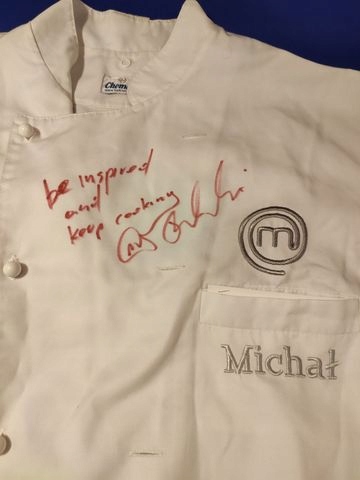 be inspired
and
keep cooking
m
Michał